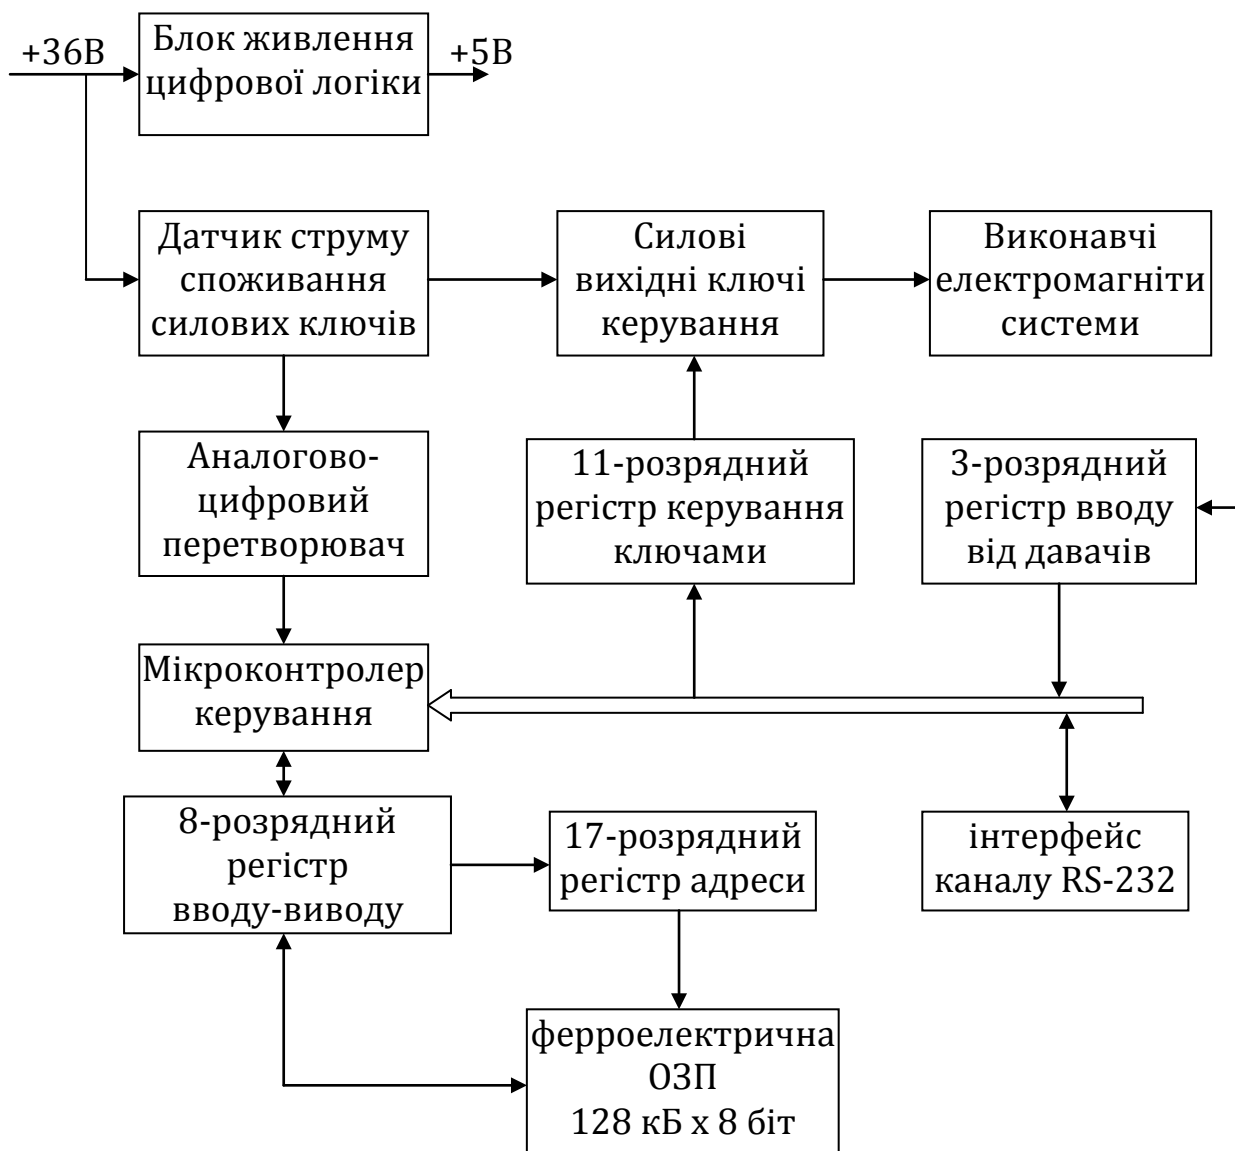 +36В
Блок живлення
цифрової логіки
+5В
Датчик струму
споживання
силових ключів
Силові
вихідні ключі
керування
Виконавчі
електромагніти
системи
Аналогово-
цифровий
перетворювач
11-розрядний
регістр керування
ключами
3-розрядний
регістр вводу
від давачів
Мікроконтролер
керування
8-розрядний
регістр
вводу-виводу
17-розрядний
регістр адреси
інтерфейс
каналу RS-232
ферроелектрична
ОЗП
128 кБ х 8 біт